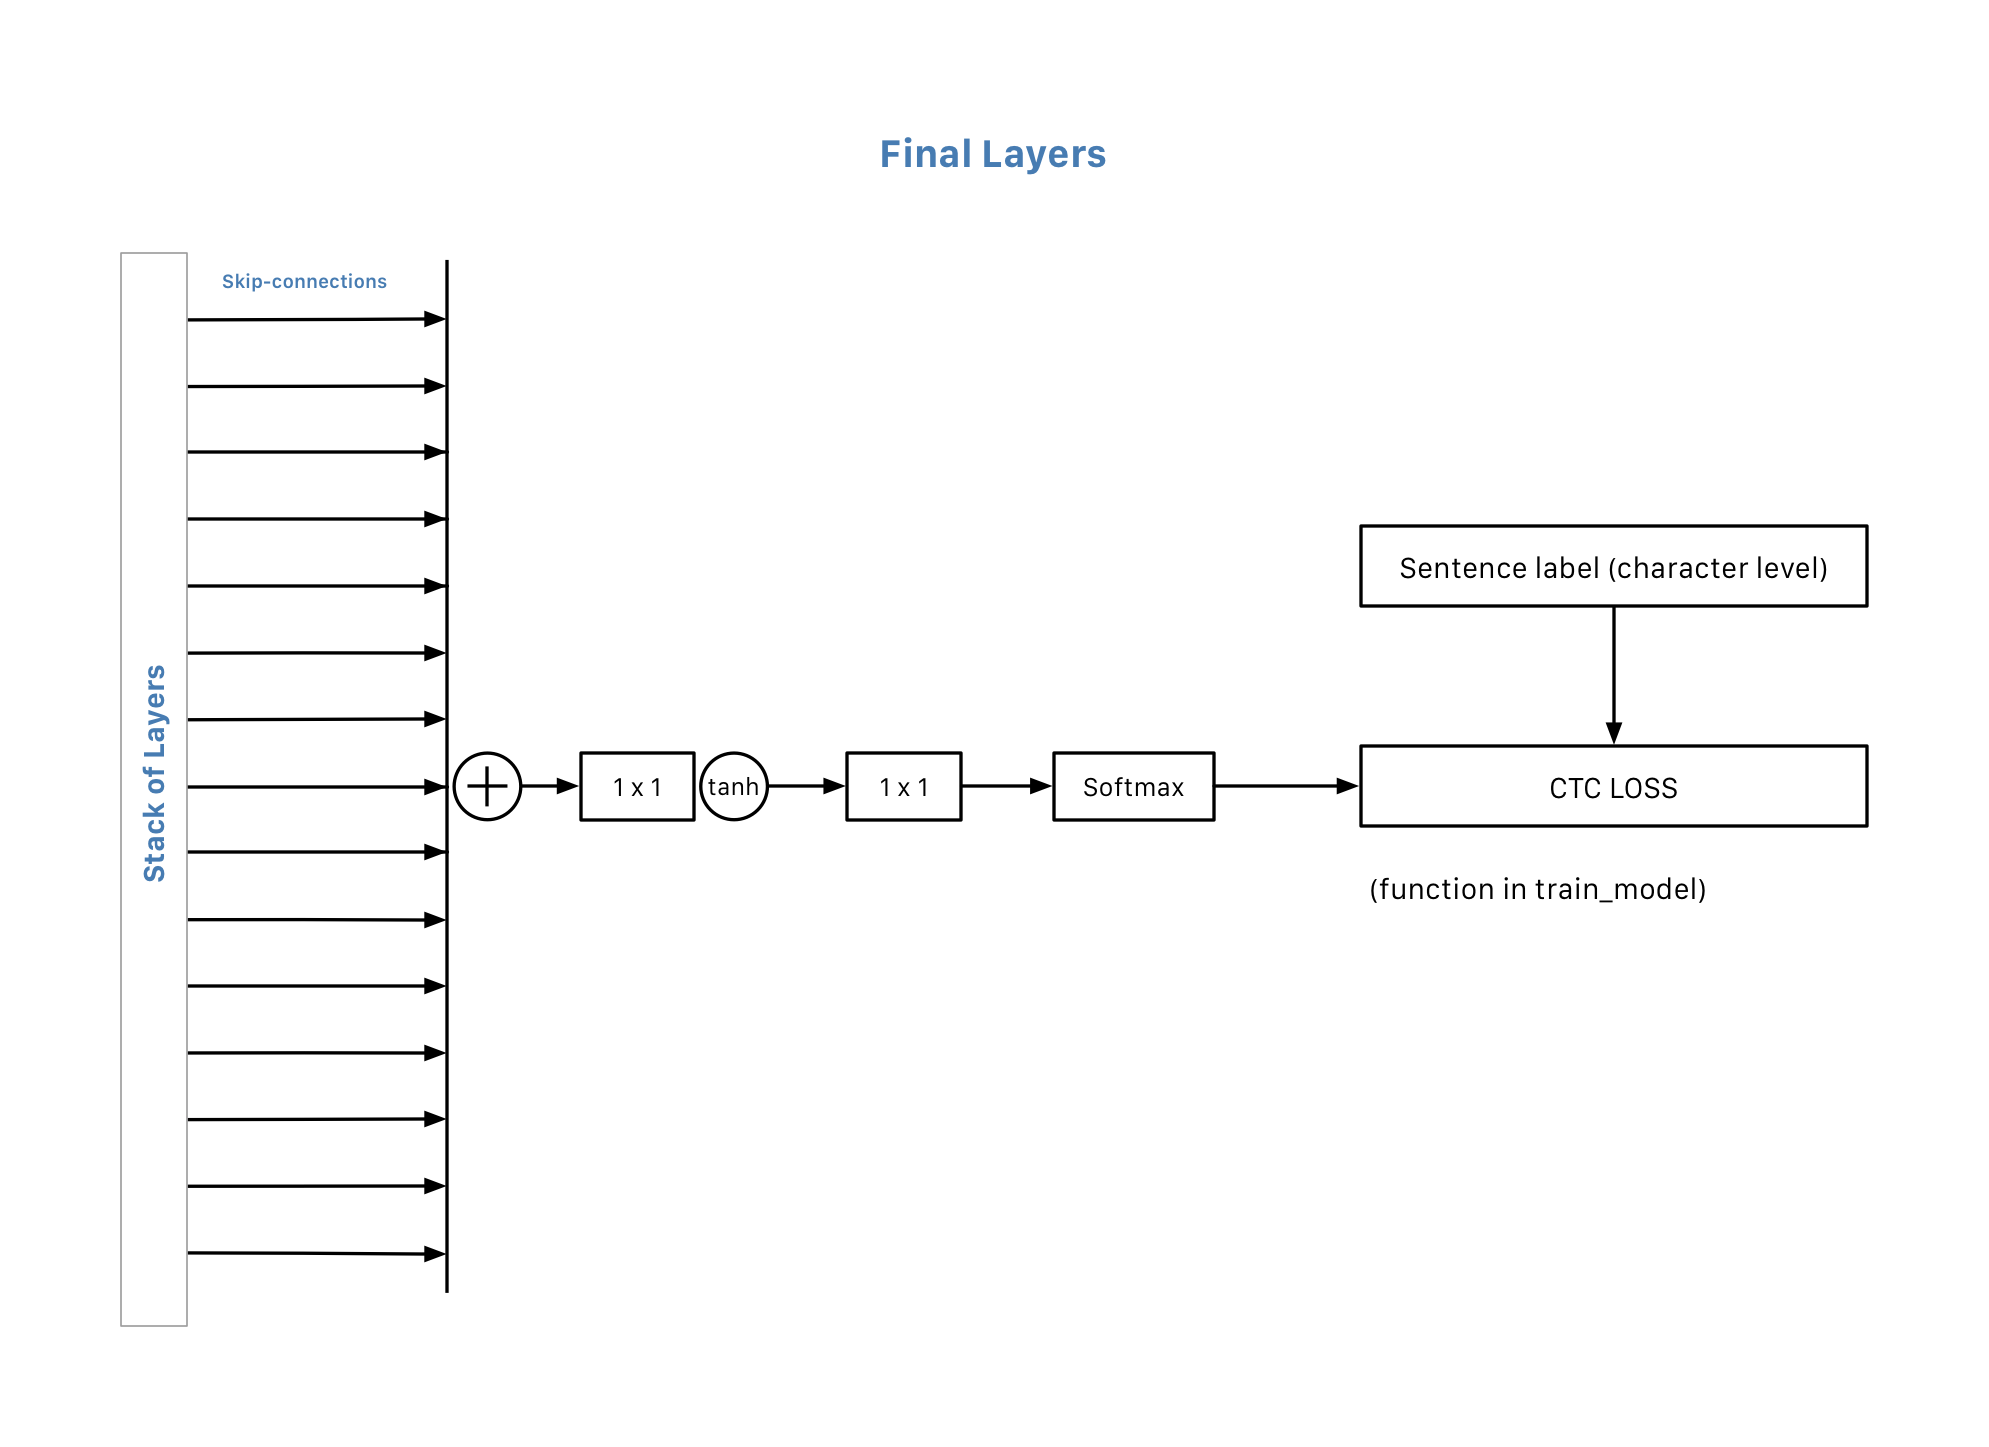 Final Layers
Skip-connections
Stack of Layers
Sentence label (character level)
1 x 1
tanh
1 x 1
Softmax
CTC LOSS
(function in train_model)